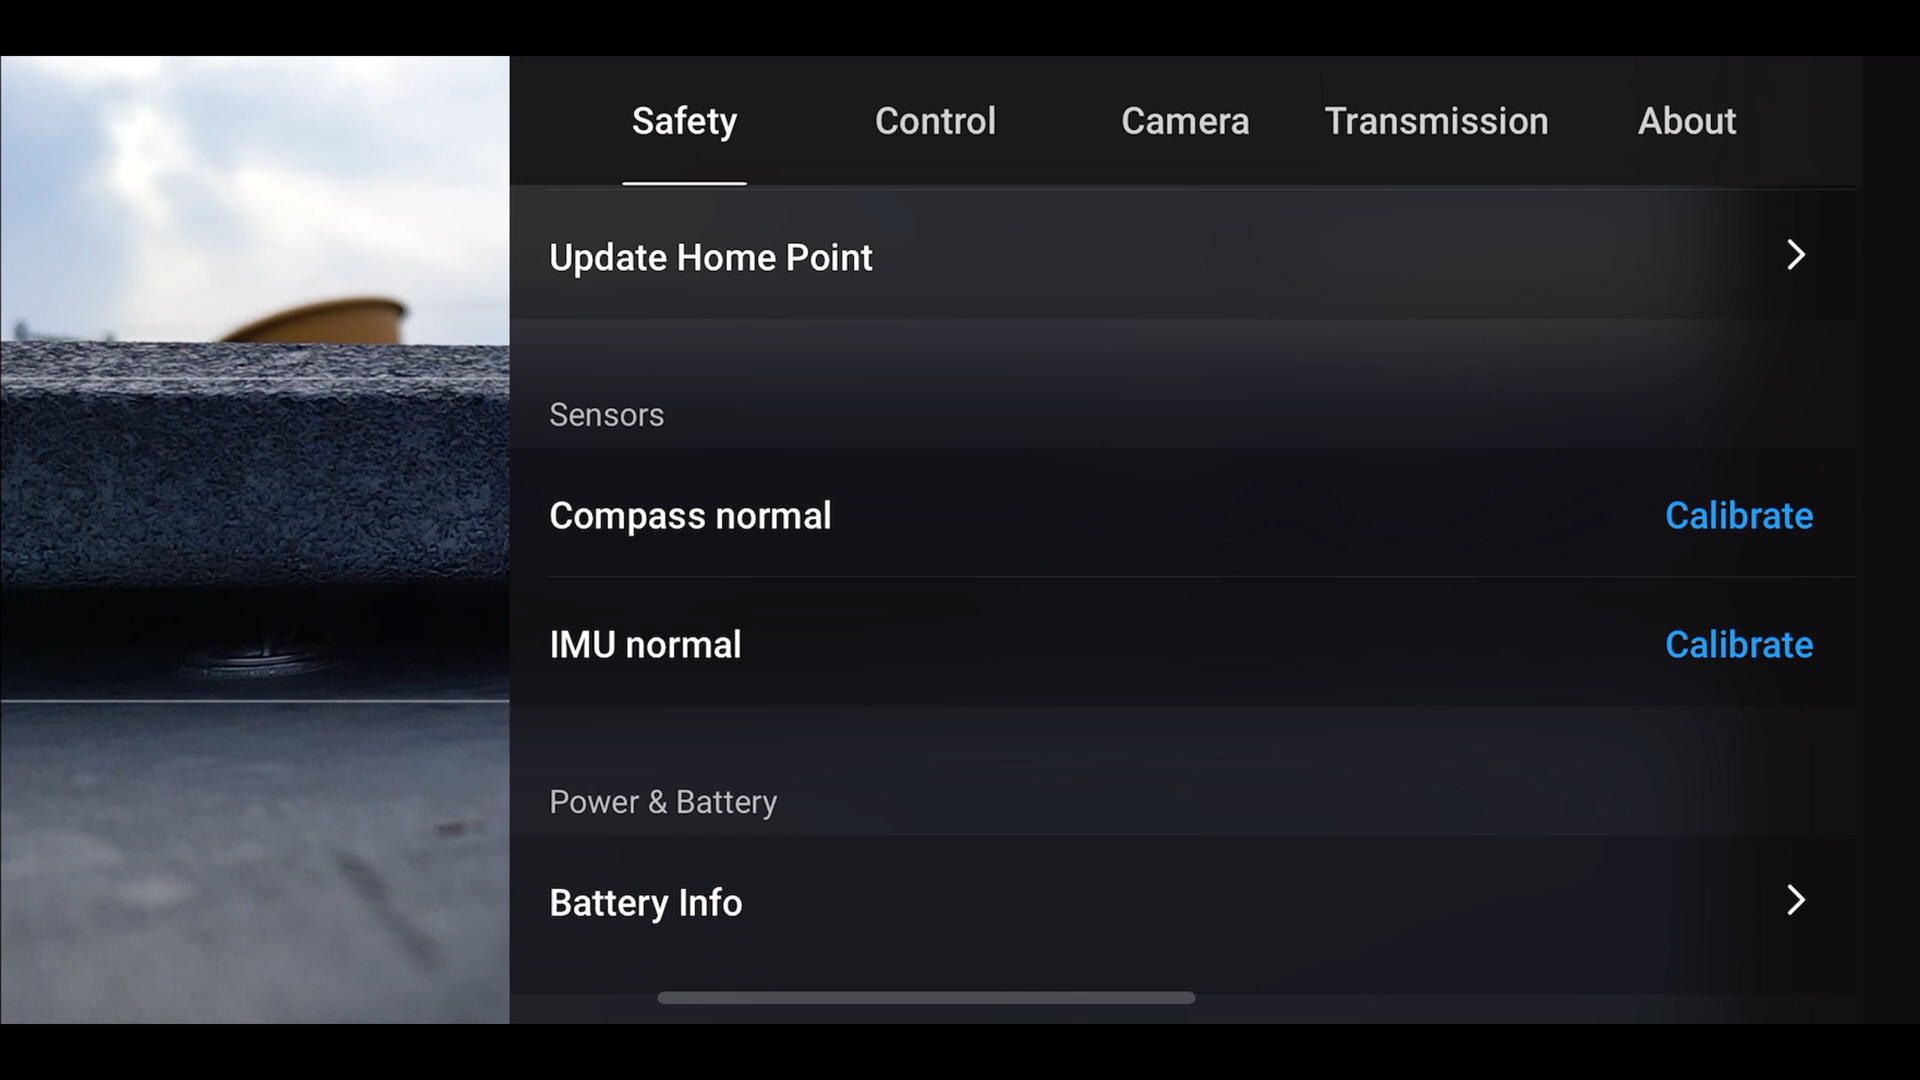 Safety Control Camera Transmission About
Update Home Point
Sensors
Compass normal Calibrate
IMU normal Calibrate
Power & Battery
Battery Info